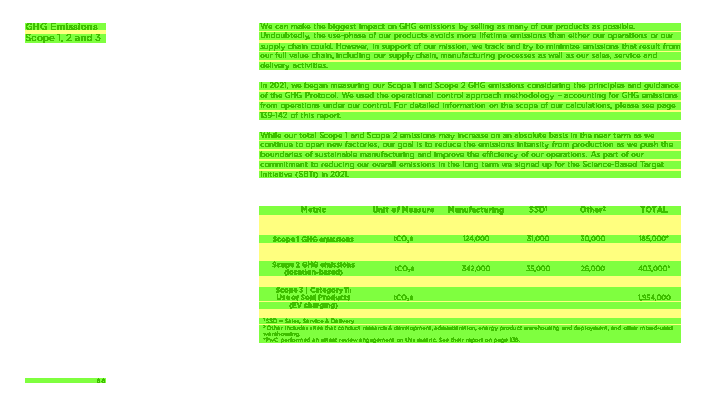 GHG Emissions
Scope 1, 2 and 3
We can make the biggest impact on GHG emissions by selling as many of our products as possible.
Undoubtedly, the use-phase of our products avoids more lifetime emissions than either our operations or our
supply chain could. However, in support of our mission, we track and try to minimize emissions that result from
our full value chain, including our supply chain, manufacturing processes as well as our sales, service and
delivery activities.
In 2021, we began measuring our Scope 1 and Scope 2 GHG emissions considering the principles and guidance
of the GHG Protocol. We used the operational control approach methodology – accounting for GHG emissions
from operations under our control. For detailed information on the scope of our calculations, please see page
139-142 of this report.
While our total Scope 1 and Scope 2 emissions may increase on an absolute basis in the near term as we
continue to open new factories, our goal is to reduce the emissions intensity from production as we push the
boundaries of sustainable manufacturing and improve the efficiency of our operations. As part of our
commitment to reducing our overall emissions in the long term we signed up for the Science-Based Target
Initiative (SBTi) in 2021.
Metric Unit of Measure Manufacturing SSD¹ Other² TOTAL
Scope 1 GHG emissions tCO₂e 124,000 31,000 30,000 185,000*
Scope 2 GHG emissions
(location-based) tCO₂e 342,000 35,000 26,000 403,000*
Scope 3 | Category 11:
Use of Sold Products
(EV charging) tCO₂e 1,954,000
¹SSD = Sales, Service & Delivery
² Other includes sites that conduct research & development, administration, energy product warehousing and deployment, and other mixed-used
warehousing.
*PwC performed an attest review engagement on this metric. See their report on page 138.